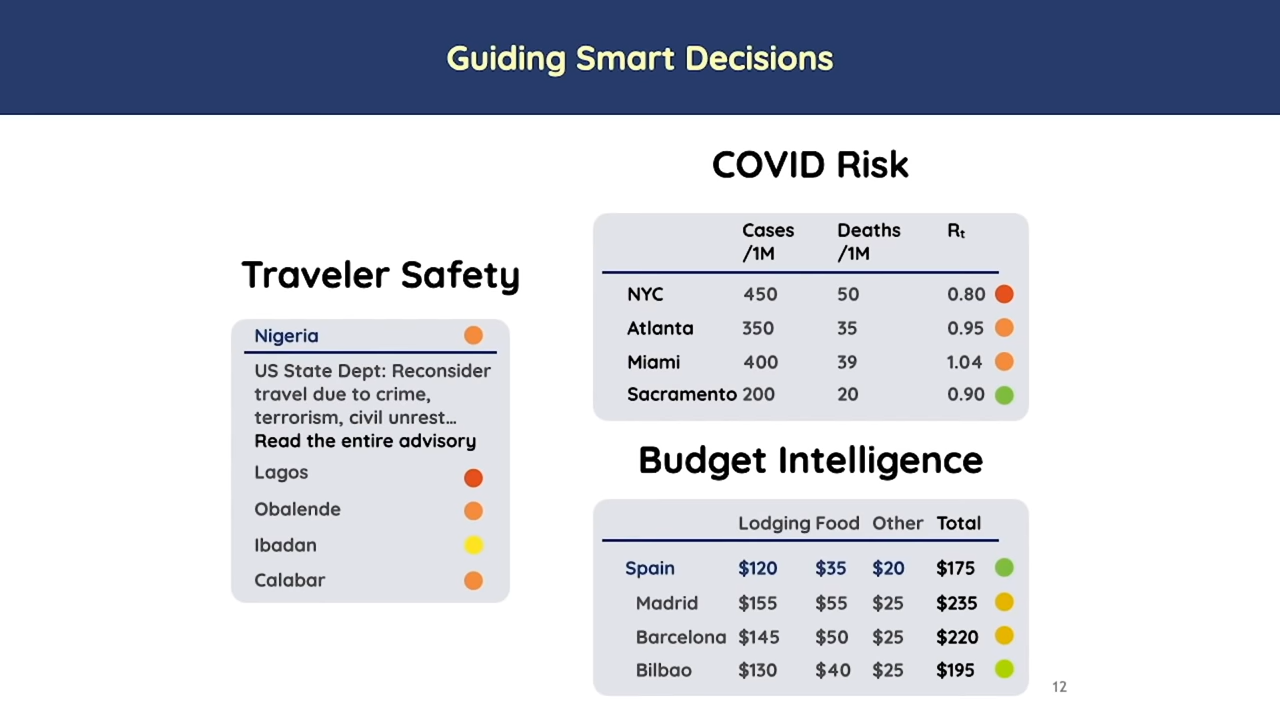 Guiding Smart Decisions
Traveler Safety
Nigeria
US State Dept: Reconsider
travel due to crime,
terrorism, civil unrest…
Read the entire advisory
Lagos
Obalende
Ibadan
Calabar
COVID Risk
Cases /1M Deaths /1M Rₜ
NYC 450 50 0.80
Atlanta 350 35 0.95
Miami 400 39 1.04
Sacramento 200 20 0.90
Budget Intelligence
Lodging Food Other Total
Spain $120 $35 $20 $175
Madrid $155 $55 $25 $235
Barcelona $145 $50 $25 $220
Bilbao $130 $40 $25 $195
12